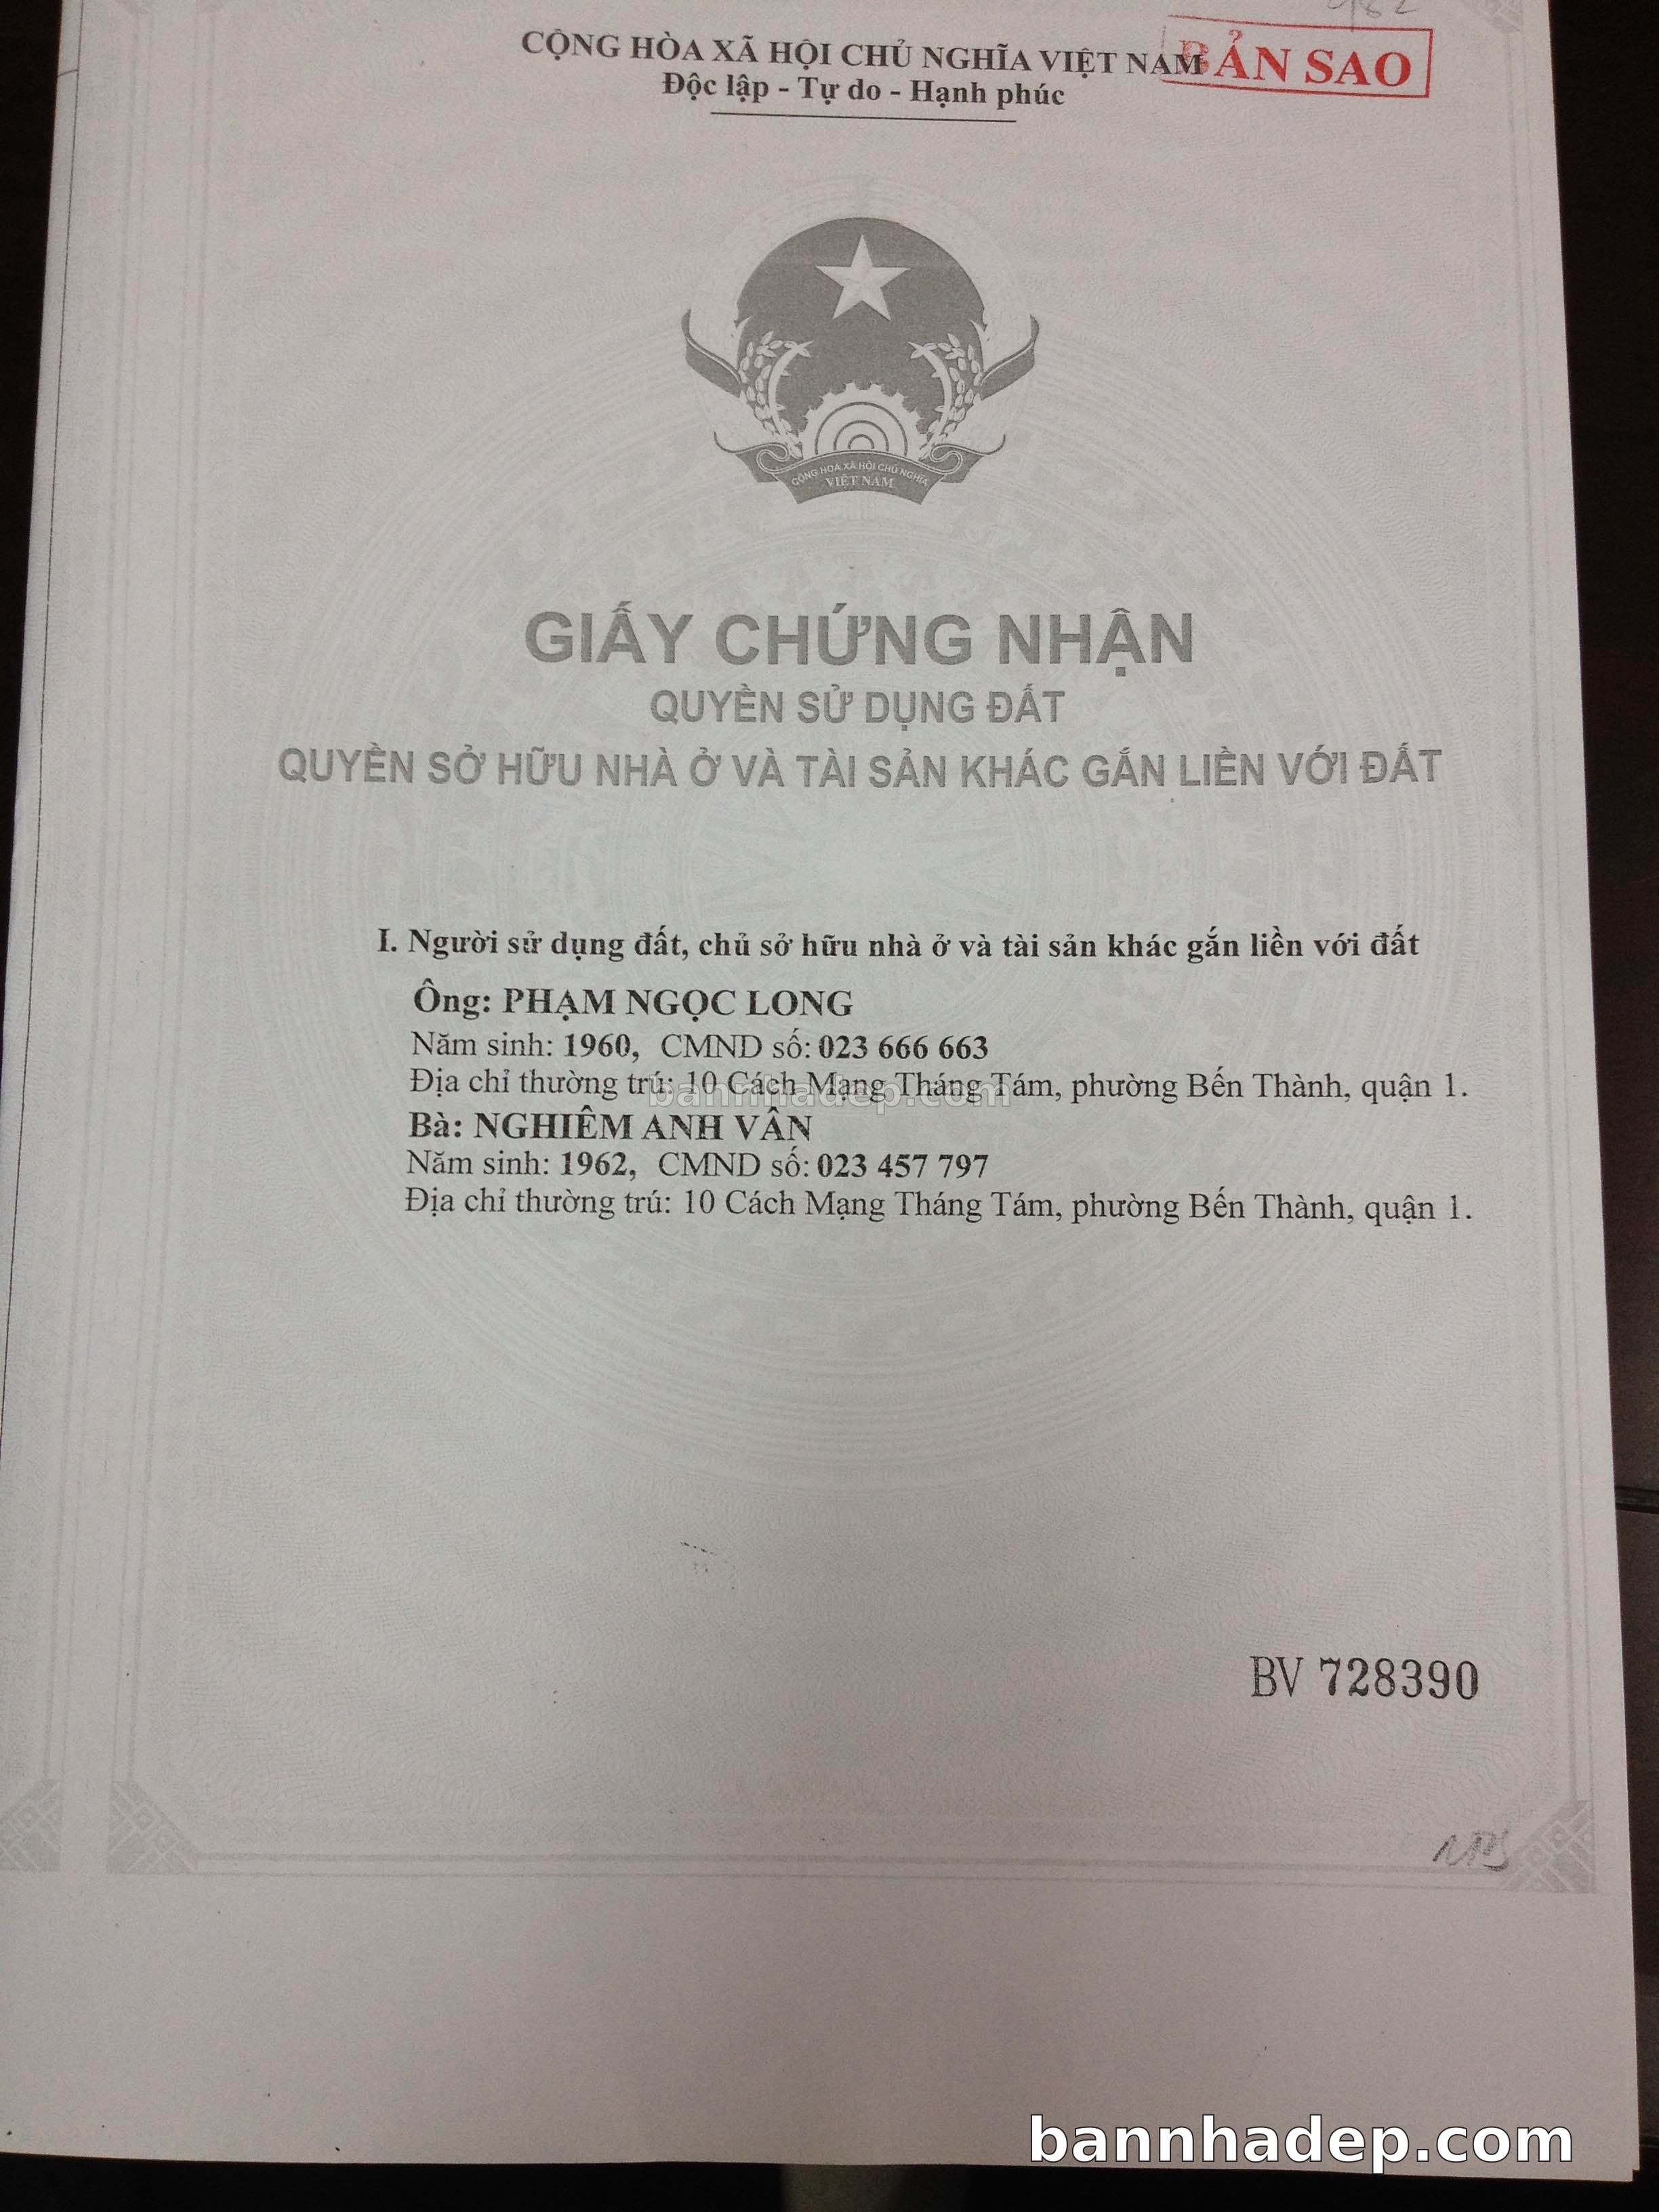 CỘNG HÒA XÃ HỘI CHỦ NGHĨA VIỆT NAM
BẢN SAO
Độc lập - Tự do - Hạnh phúc
CỘNG HÒA XÃ HỘI CHỦ NGHĨA
VIỆT NAM
GIẤY CHỨNG NHẬN
QUYỀN SỬ DỤNG ĐẤT
QUYỀN SỞ HỮU NHÀ Ở VÀ TÀI SẢN KHÁC GẮN LIỀN VỚI ĐẤT
I. Người sử dụng đất, chủ sở hữu nhà ở và tài sản khác gắn liền với đất
Ông: PHẠM NGỌC LONG
Năm sinh: 1960, CMND số: 023 666 663
Địa chỉ thường trú: 10 Cách Mạng Tháng Tám, phường Bến Thành, quận 1.
bannhadep.com
Bà: NGHIÊM ANH VÂN
Năm sinh: 1962, CMND số: 023 457 797
Địa chỉ thường trú: 10 Cách Mạng Tháng Tám, phường Bến Thành, quận 1.
BV 728390
bannhadep.com